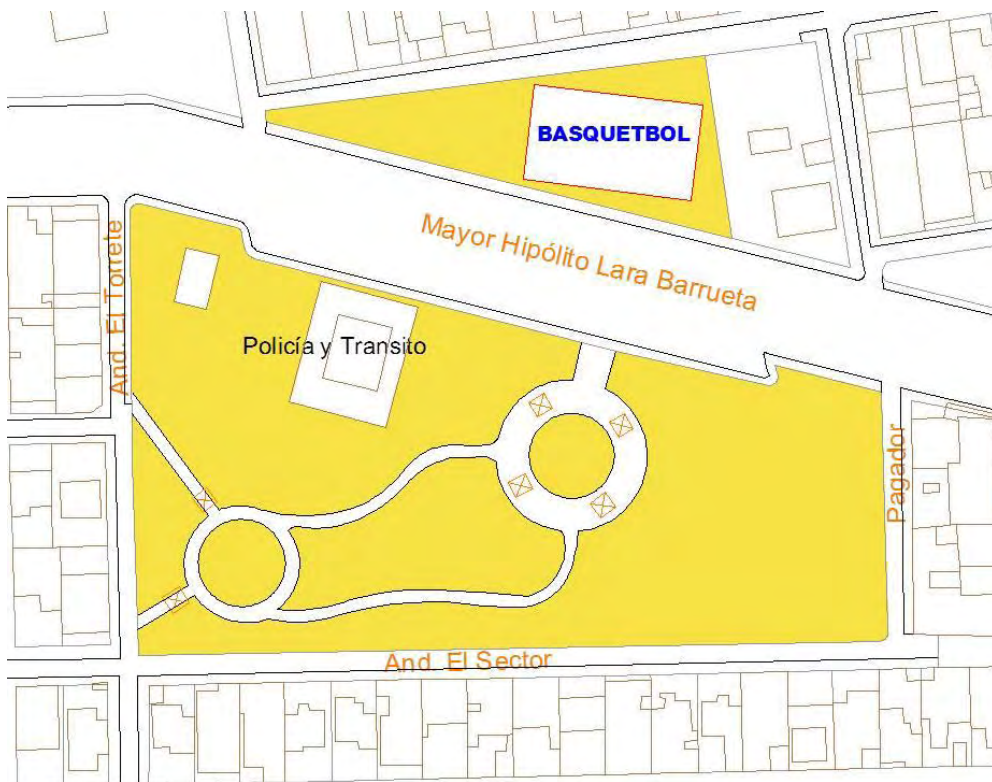 BASQUETBOL
Mayor Hipólito Lara Barrueta
And. El Torrete
Policía y Transito
Pagador
And. El Sector